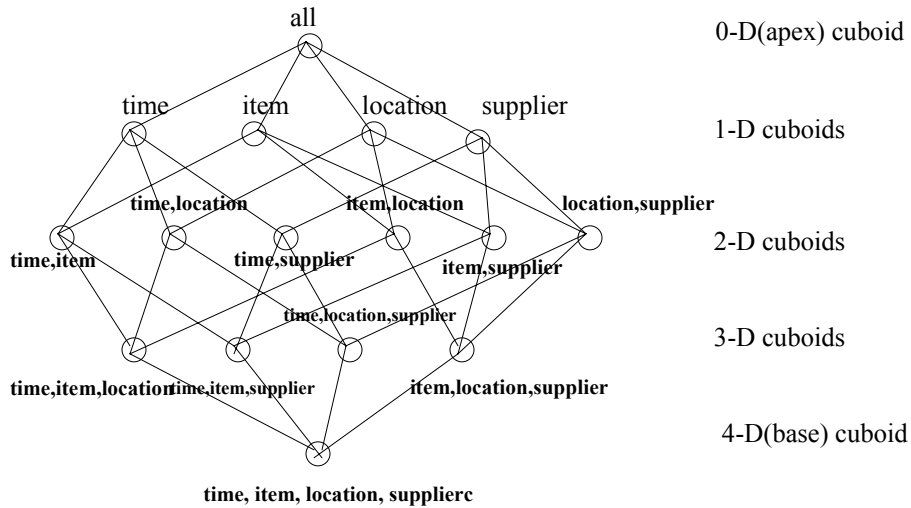 all
0-D(apex) cuboid
time
item
location
supplier
1-D cuboids
time,location
item,location
location,supplier
time,item
time,supplier
item,supplier
2-D cuboids
time,location,supplier
3-D cuboids
time,item,location
time,item,supplier
item,location,supplier
4-D(base) cuboid
time, item, location, supplierc